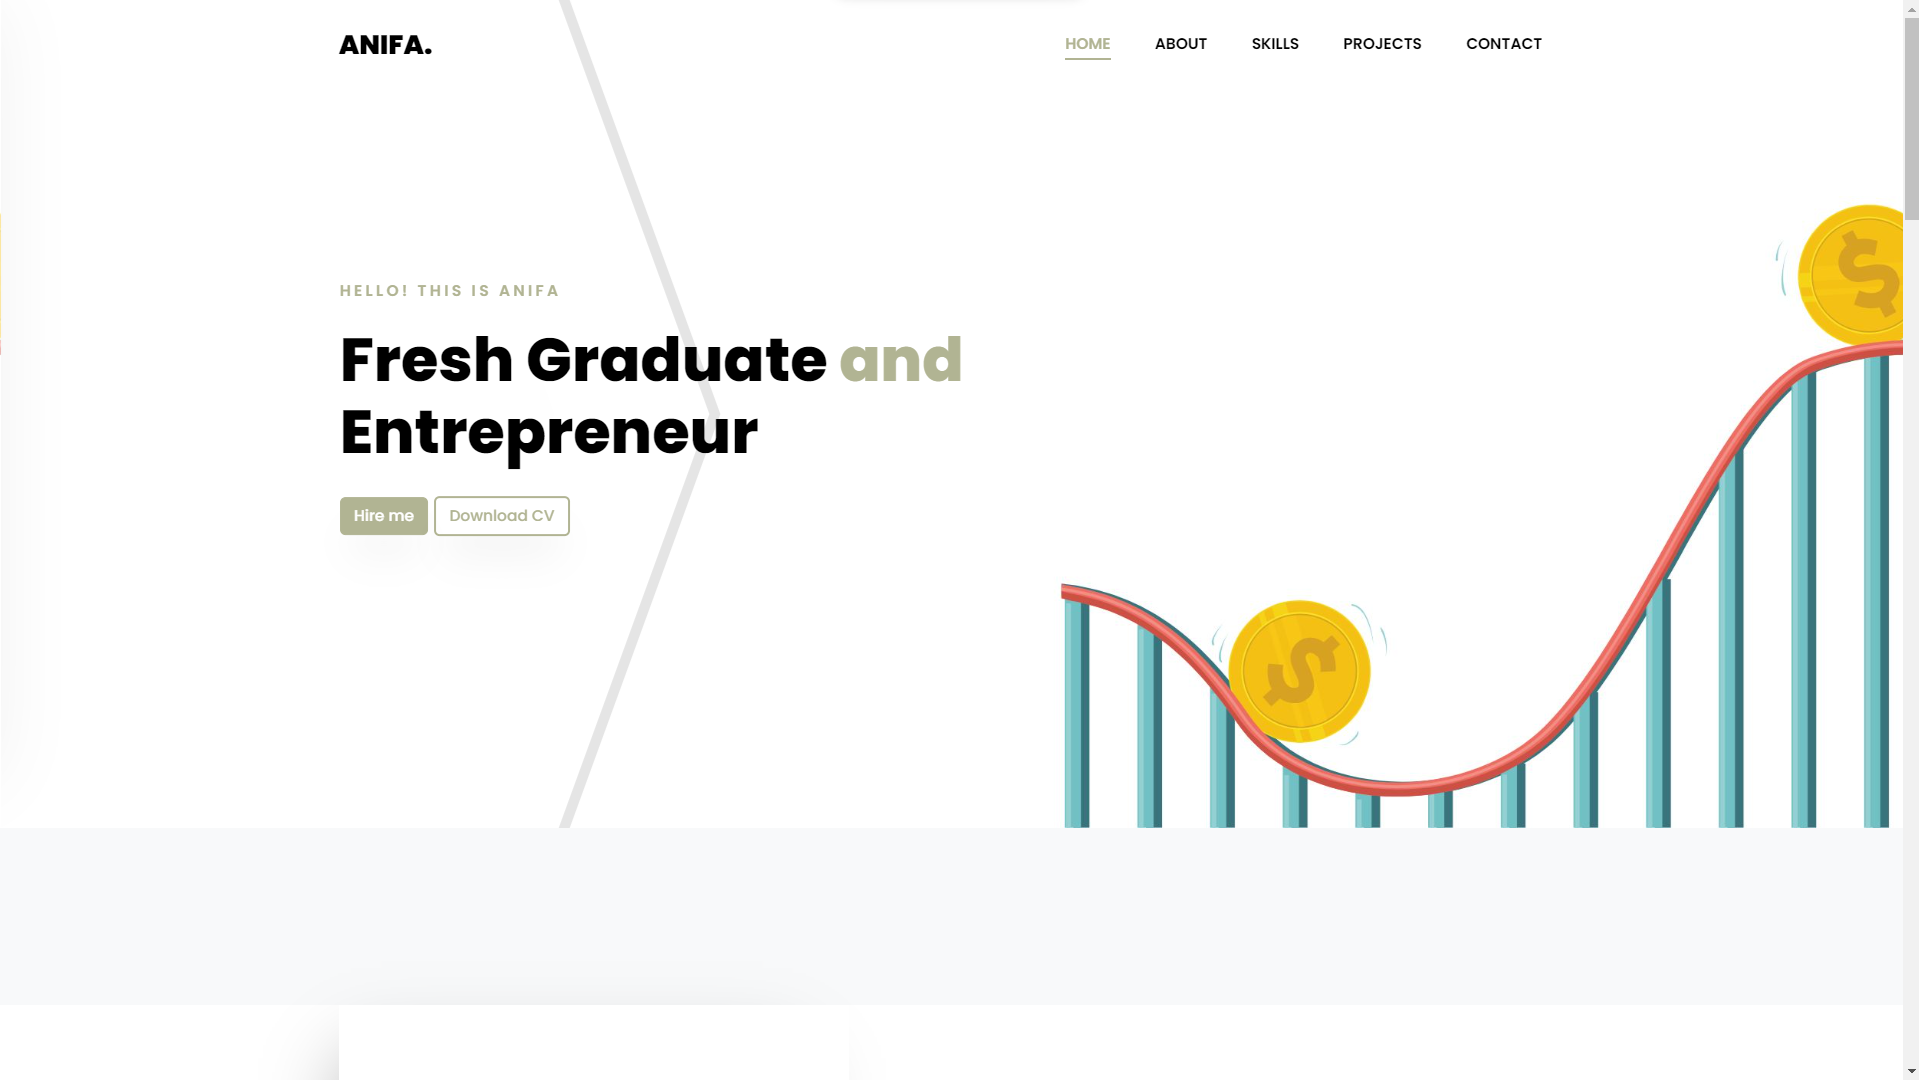 ANIFA.
HOME ABOUT SKILLS PROJECTS CONTACT
HELLO! THIS IS ANIFA
Fresh Graduate and
Entrepreneur
Hire me Download CV
$
$